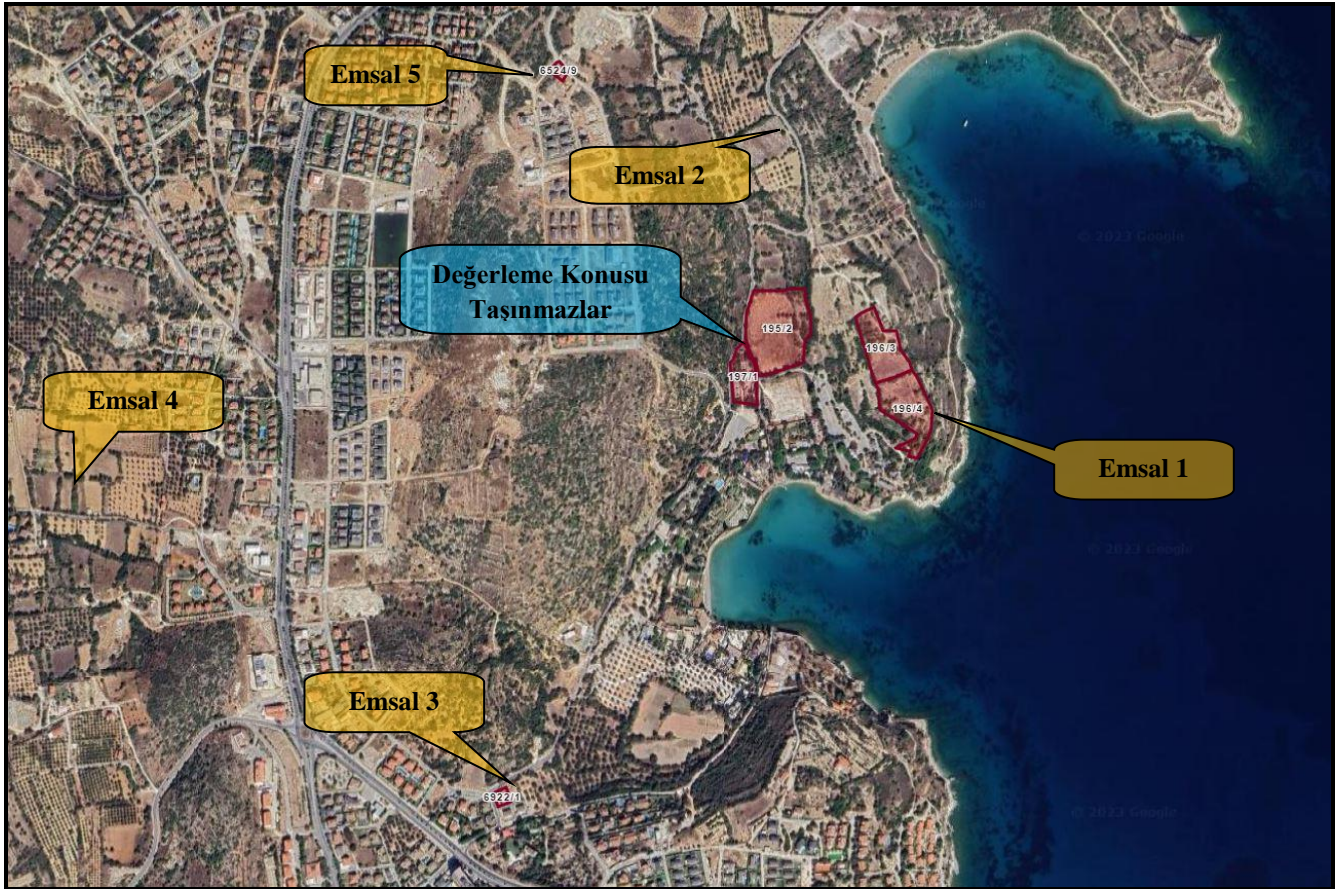 Emsal 5
6524/9
Emsal 2
© 2023 Google
Değerleme Konusu
Taşınmazlar
195/2
196/3
197/1
Emsal 4
196/4
Emsal 1
© 2023 Google
Emsal 3
6922/1
© 2023 Google